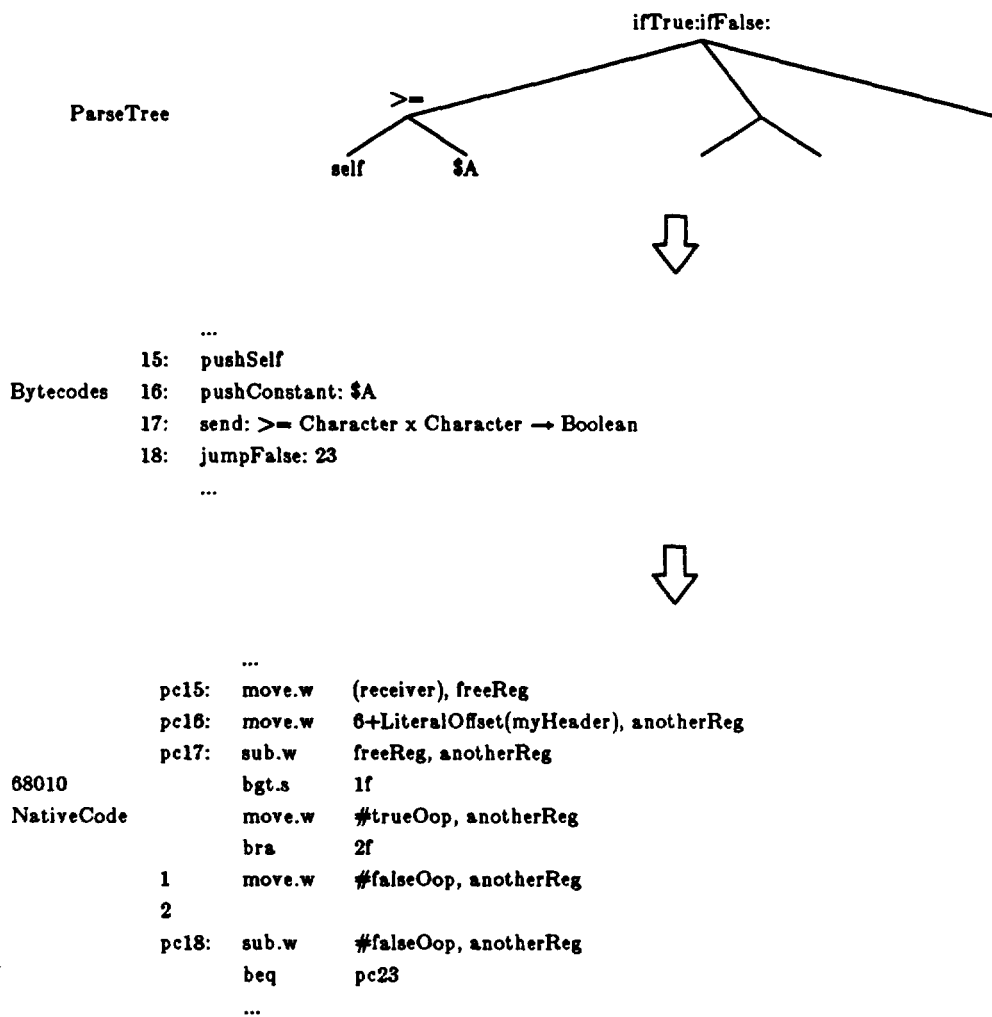 ifTrue:ifFalse:
>=
ParseTree
self $A
...
15: pushSelf
Bytecodes 16: pushConstant: $A
17: send: >= Character x Character → Boolean
18: jumpFalse: 23
...
...
pc15: move.w (receiver), freeReg
pc16: move.w 6+LiteralOffset(myHeader), anotherReg
pc17: sub.w freeReg, anotherReg
68010 bgt.s 1f
NativeCode move.w #trueOop, anotherReg
bra 2f
1 move.w #falseOop, anotherReg
2
pc18: sub.w #falseOop, anotherReg
beq pc23
...